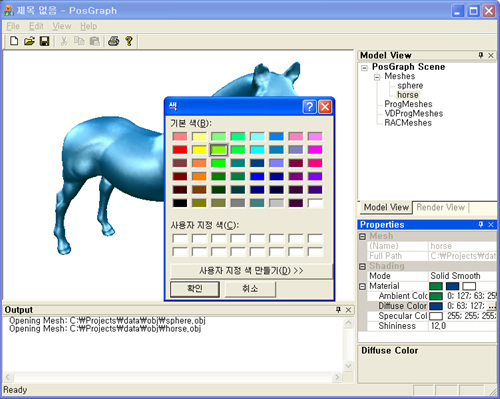 제목 없음 - PosGraph
File Edit View Help
Model View
PosGraph Scene
Meshes
sphere
horse
ProgMeshes
VDProgMeshes
RACMeshes
Model View Render View
색
기본 색(B):
사용자 지정 색(C):
사용자 지정 색 만들기(D) >>
확인 취소
Properties
Mesh
(Name) horse
Full Path C:₩Projects₩dat
Shading
Mode Solid Smooth
Material
Ambient Colo 0; 127; 63; 255
Diffuse Color 0; 63; 127; ...
Specular Col 255; 255; 255;
Shininess 12,0
Diffuse Color
Output
Opening Mesh: C:₩Projects₩data₩obj₩sphere,obj
Opening Mesh: C:₩Projects₩data₩obj₩horse,obj
Ready